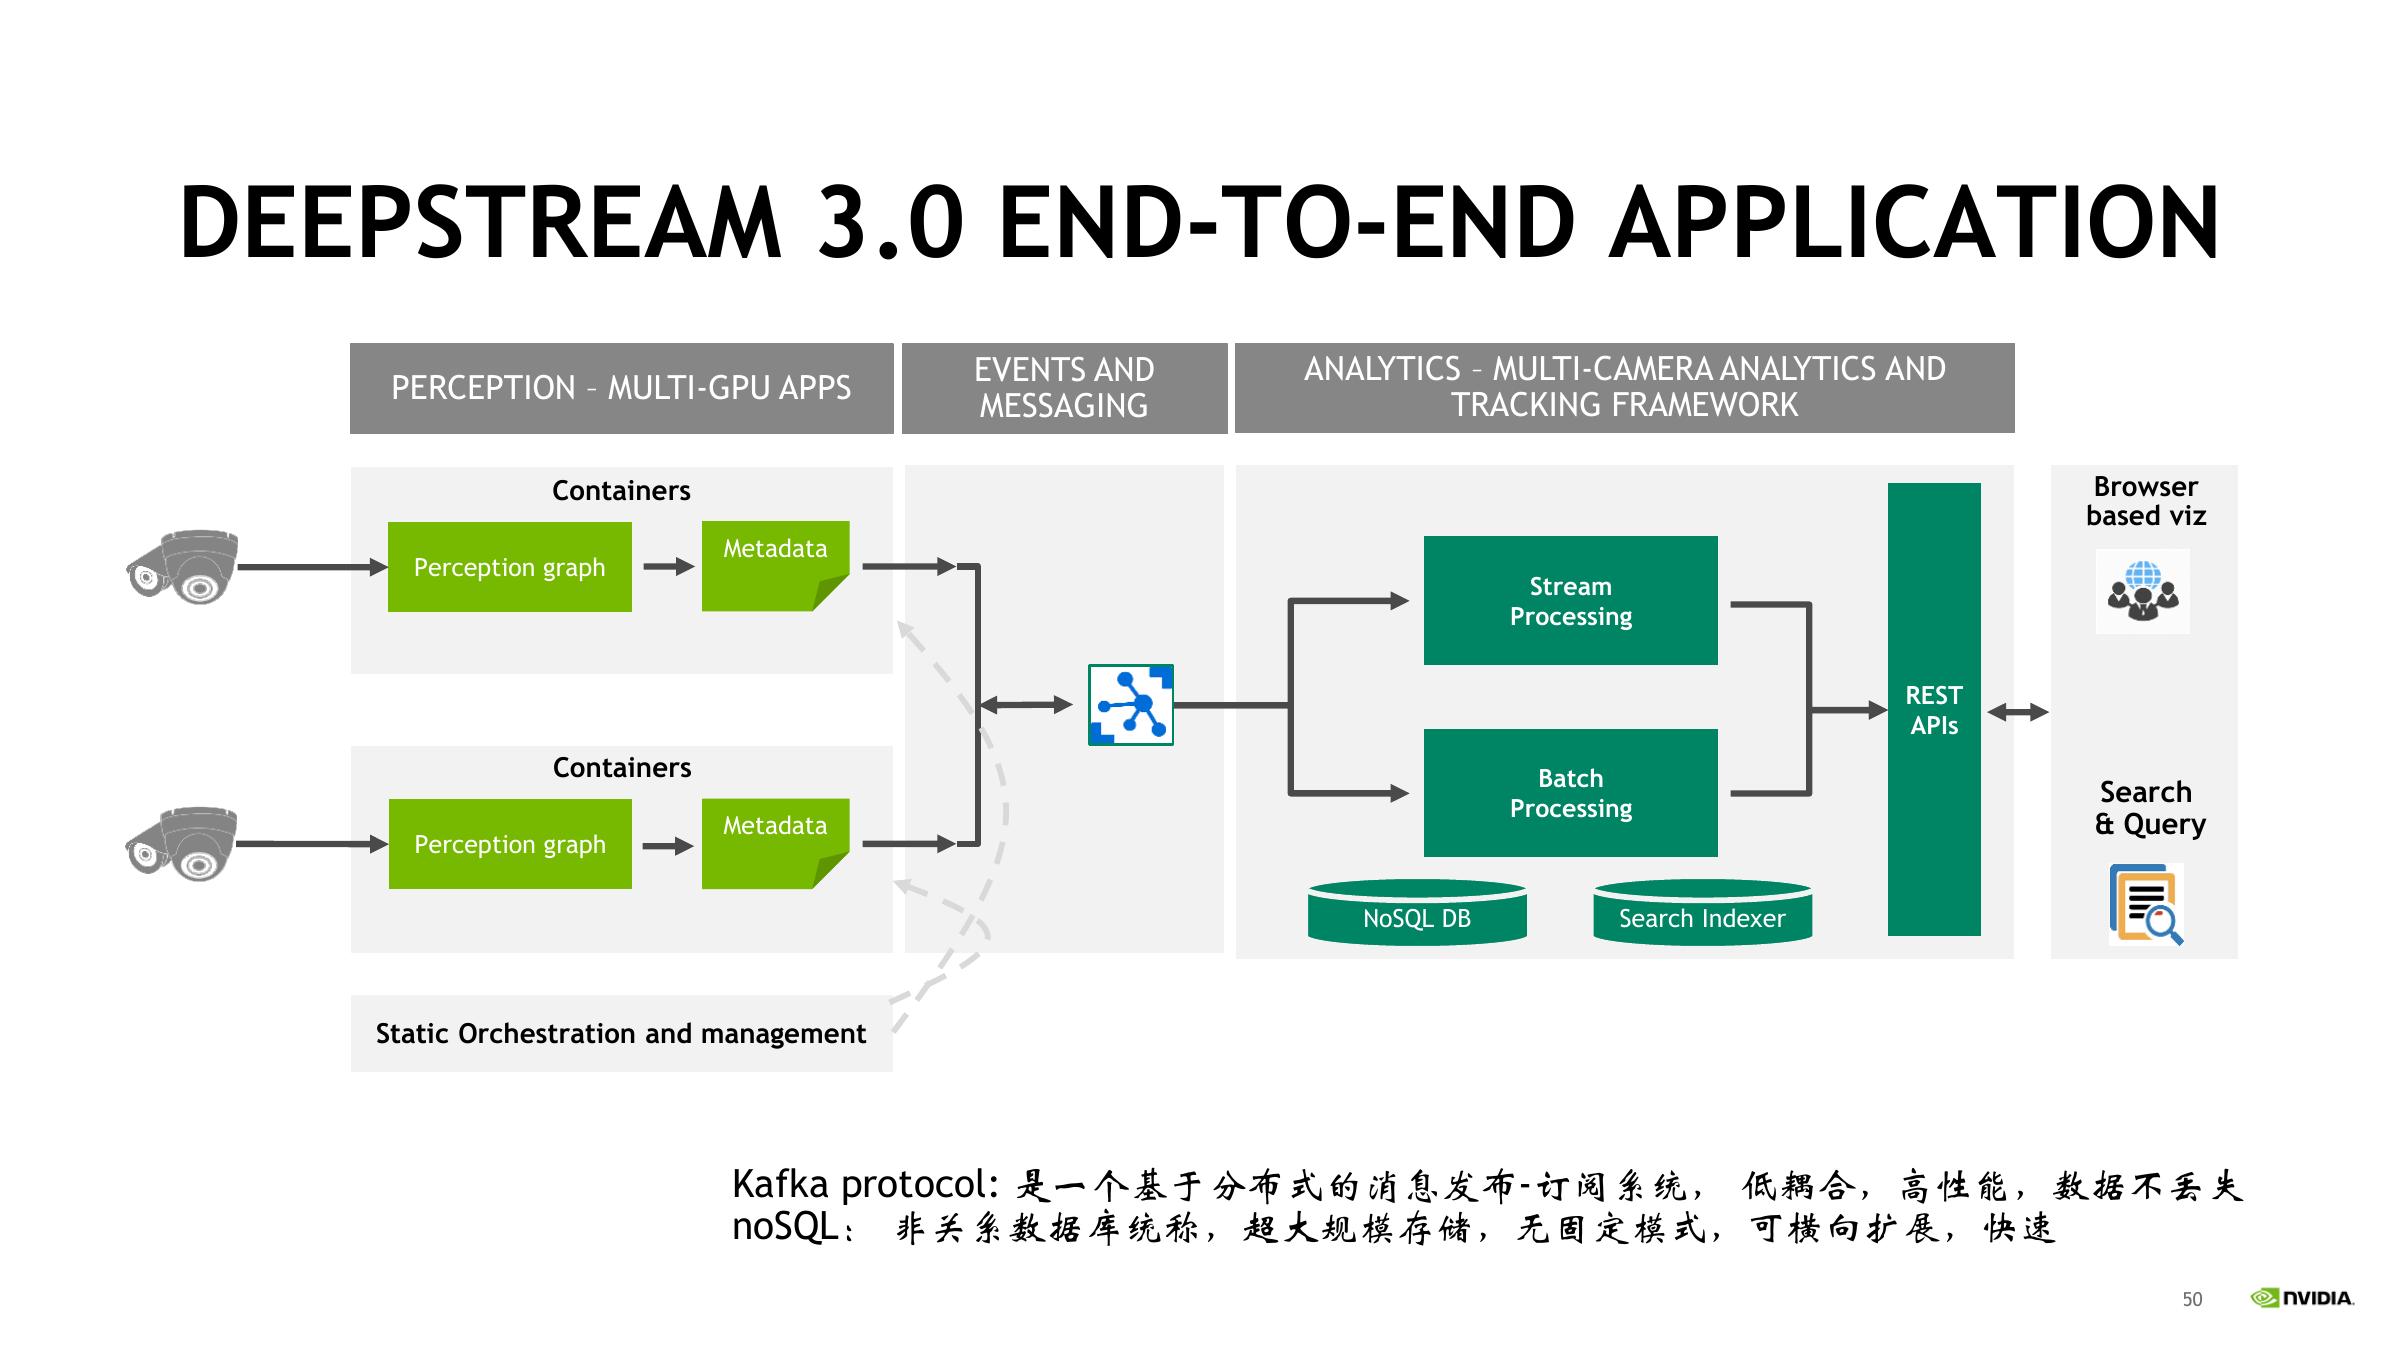 DEEPSTREAM 3.0 END-TO-END APPLICATION
PERCEPTION – MULTI-GPU APPS
EVENTS AND
MESSAGING
ANALYTICS – MULTI-CAMERA ANALYTICS AND
TRACKING FRAMEWORK
Containers
Perception graph
Metadata
Containers
Perception graph
Metadata
Static Orchestration and management
Stream
Processing
Batch
Processing
NoSQL DB
Search Indexer
REST
APIs
Browser
based viz
Search
& Query
Kafka protocol: 是一个基于分布式的消息发布-订阅系统， 低耦合，高性能，数据不丢失
noSQL： 非关系数据库统称，超大规模存储，无固定模式，可横向扩展，快速
50
NVIDIA.